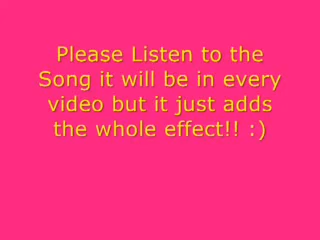 Please Listen to the
Song it will be in every
video but it just adds
the whole effect!! :)